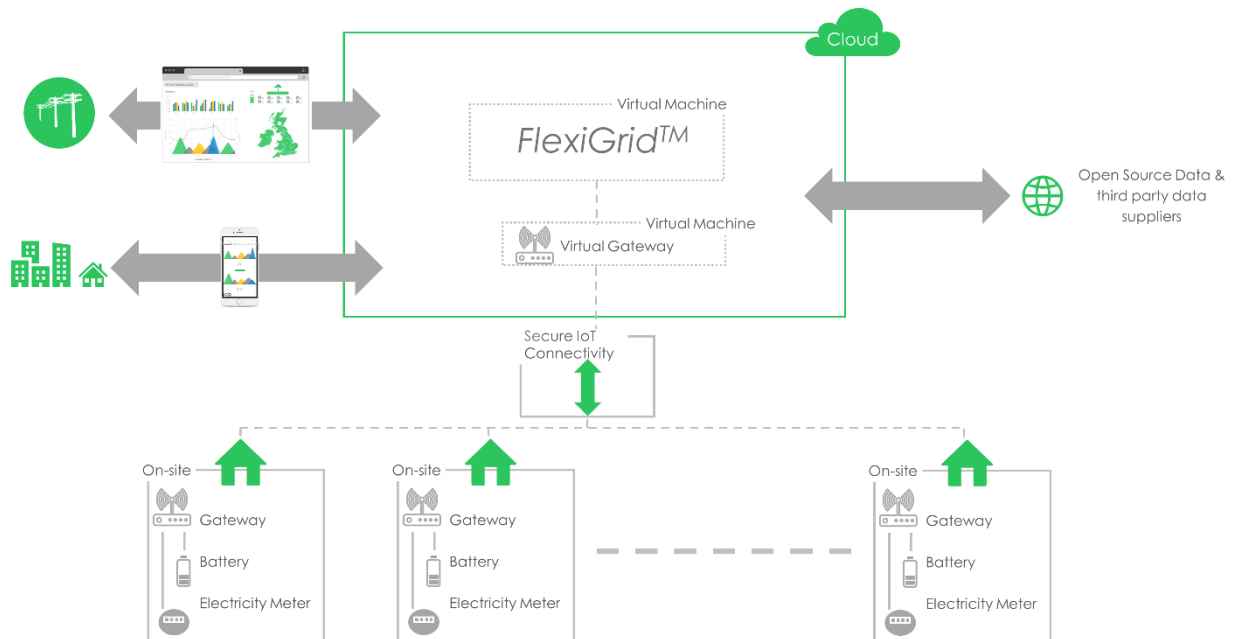 Cloud
Virtual Machine
FlexiGrid™
Virtual Machine
Virtual Gateway
Open Source Data &
third party data
suppliers
Secure IoT
Connectivity
On-site
Gateway
Battery
Electricity Meter
On-site
Gateway
Battery
Electricity Meter
On-site
Gateway
Battery
Electricity Meter